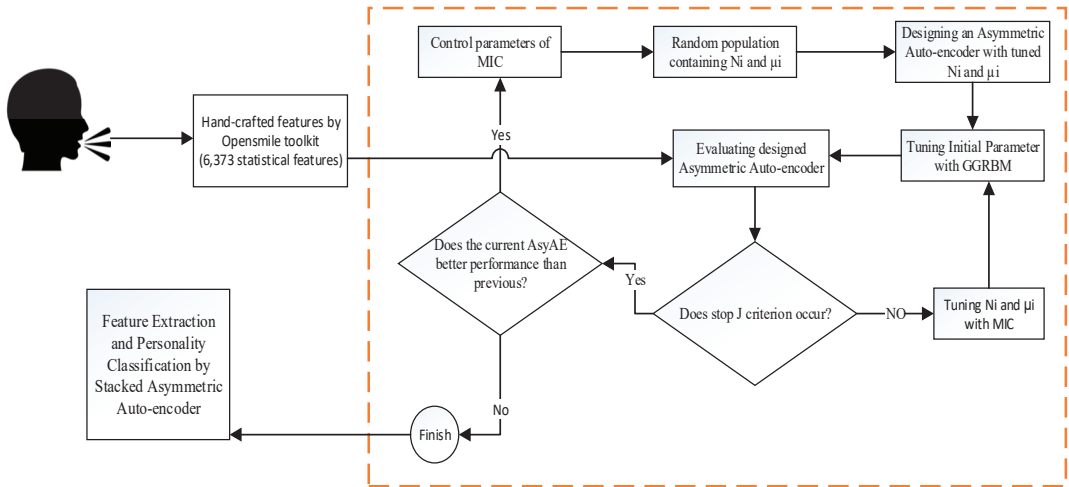 Control parameters of
MIC
Random population
containing Ni and µi
Designing an Asymmetric
Auto-encoder with tuned
Ni and µi
Hand-crafted features by
Opensmile toolkit
(6,373 statistical features)
Yes
Evaluating designed
Asymmetric Auto-encoder
Tuning Initial Parameter
with GGRBM
Does the current AsyAE
better performance than
previous?
Yes
Does stop J criterion occur?
NO
Tuning Ni and µi
with MIC
Feature Extraction
and Personality
Classification by
Stacked Asymmetric
Auto-encoder
No
Finish